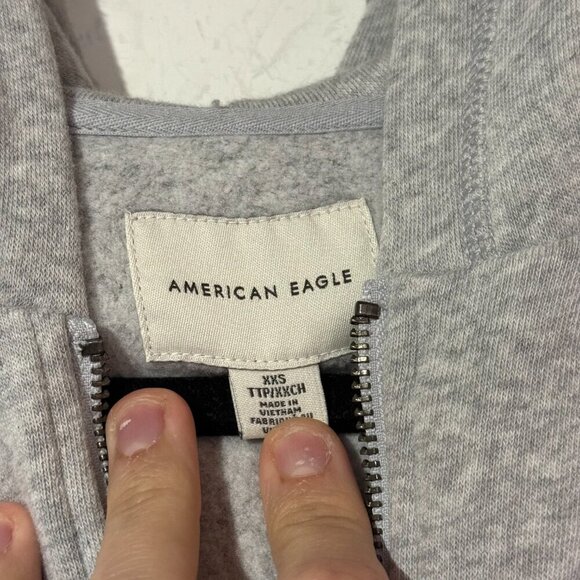 AMERICAN EAGLE
XXS
TTP/XXCH
MADE IN
VIETNAM